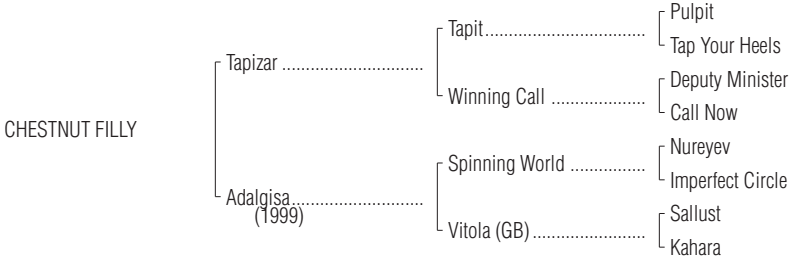 Pulpit
Tapit................................
Tap Your Heels
Tapizar ............................
Deputy Minister
Winning Call ...................
Call Now
CHESTNUT FILLY
Nureyev
Spinning World ...............
Imperfect Circle
Adalgisa..........................
(1999)
Sallust
Vitola (GB).......................
Kahara